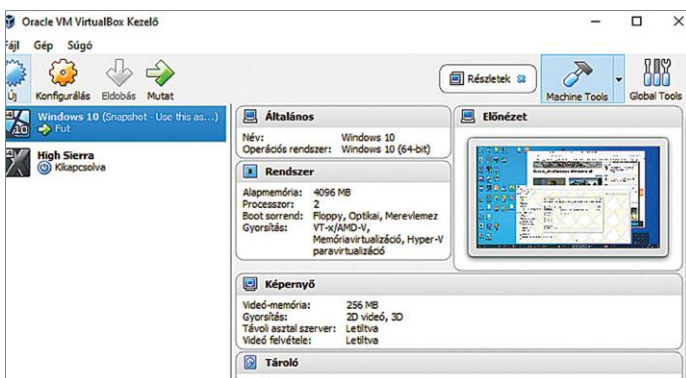 Oracle VM VirtualBox Kezelő
Fájl Gép Súgó
Új Konfigurálás Eldobás Mutat
Részletek
Machine Tools
Global Tools
Windows 10 (Snapshot - Use this as...)
Fut
High Sierra
Kikapcsolva
Általános
Név: Windows 10
Operációs rendszer: Windows 10 (64-bit)
Rendszer
Alapmemória: 4096 MB
Processzor: 2
Boot sorrend: Floppy, Optikai, Merevlemez
Gyorsítás: VT-x/AMD-V,
Memóriavirtualizáció, Hyper-V
paravirtualizáció
Előnézet
Képernyő
Videó-memória: 256 MB
Gyorsítás: 2D videó, 3D
Távoli asztal szerver: Letiltva
Videó felvétele: Letiltva
Tároló